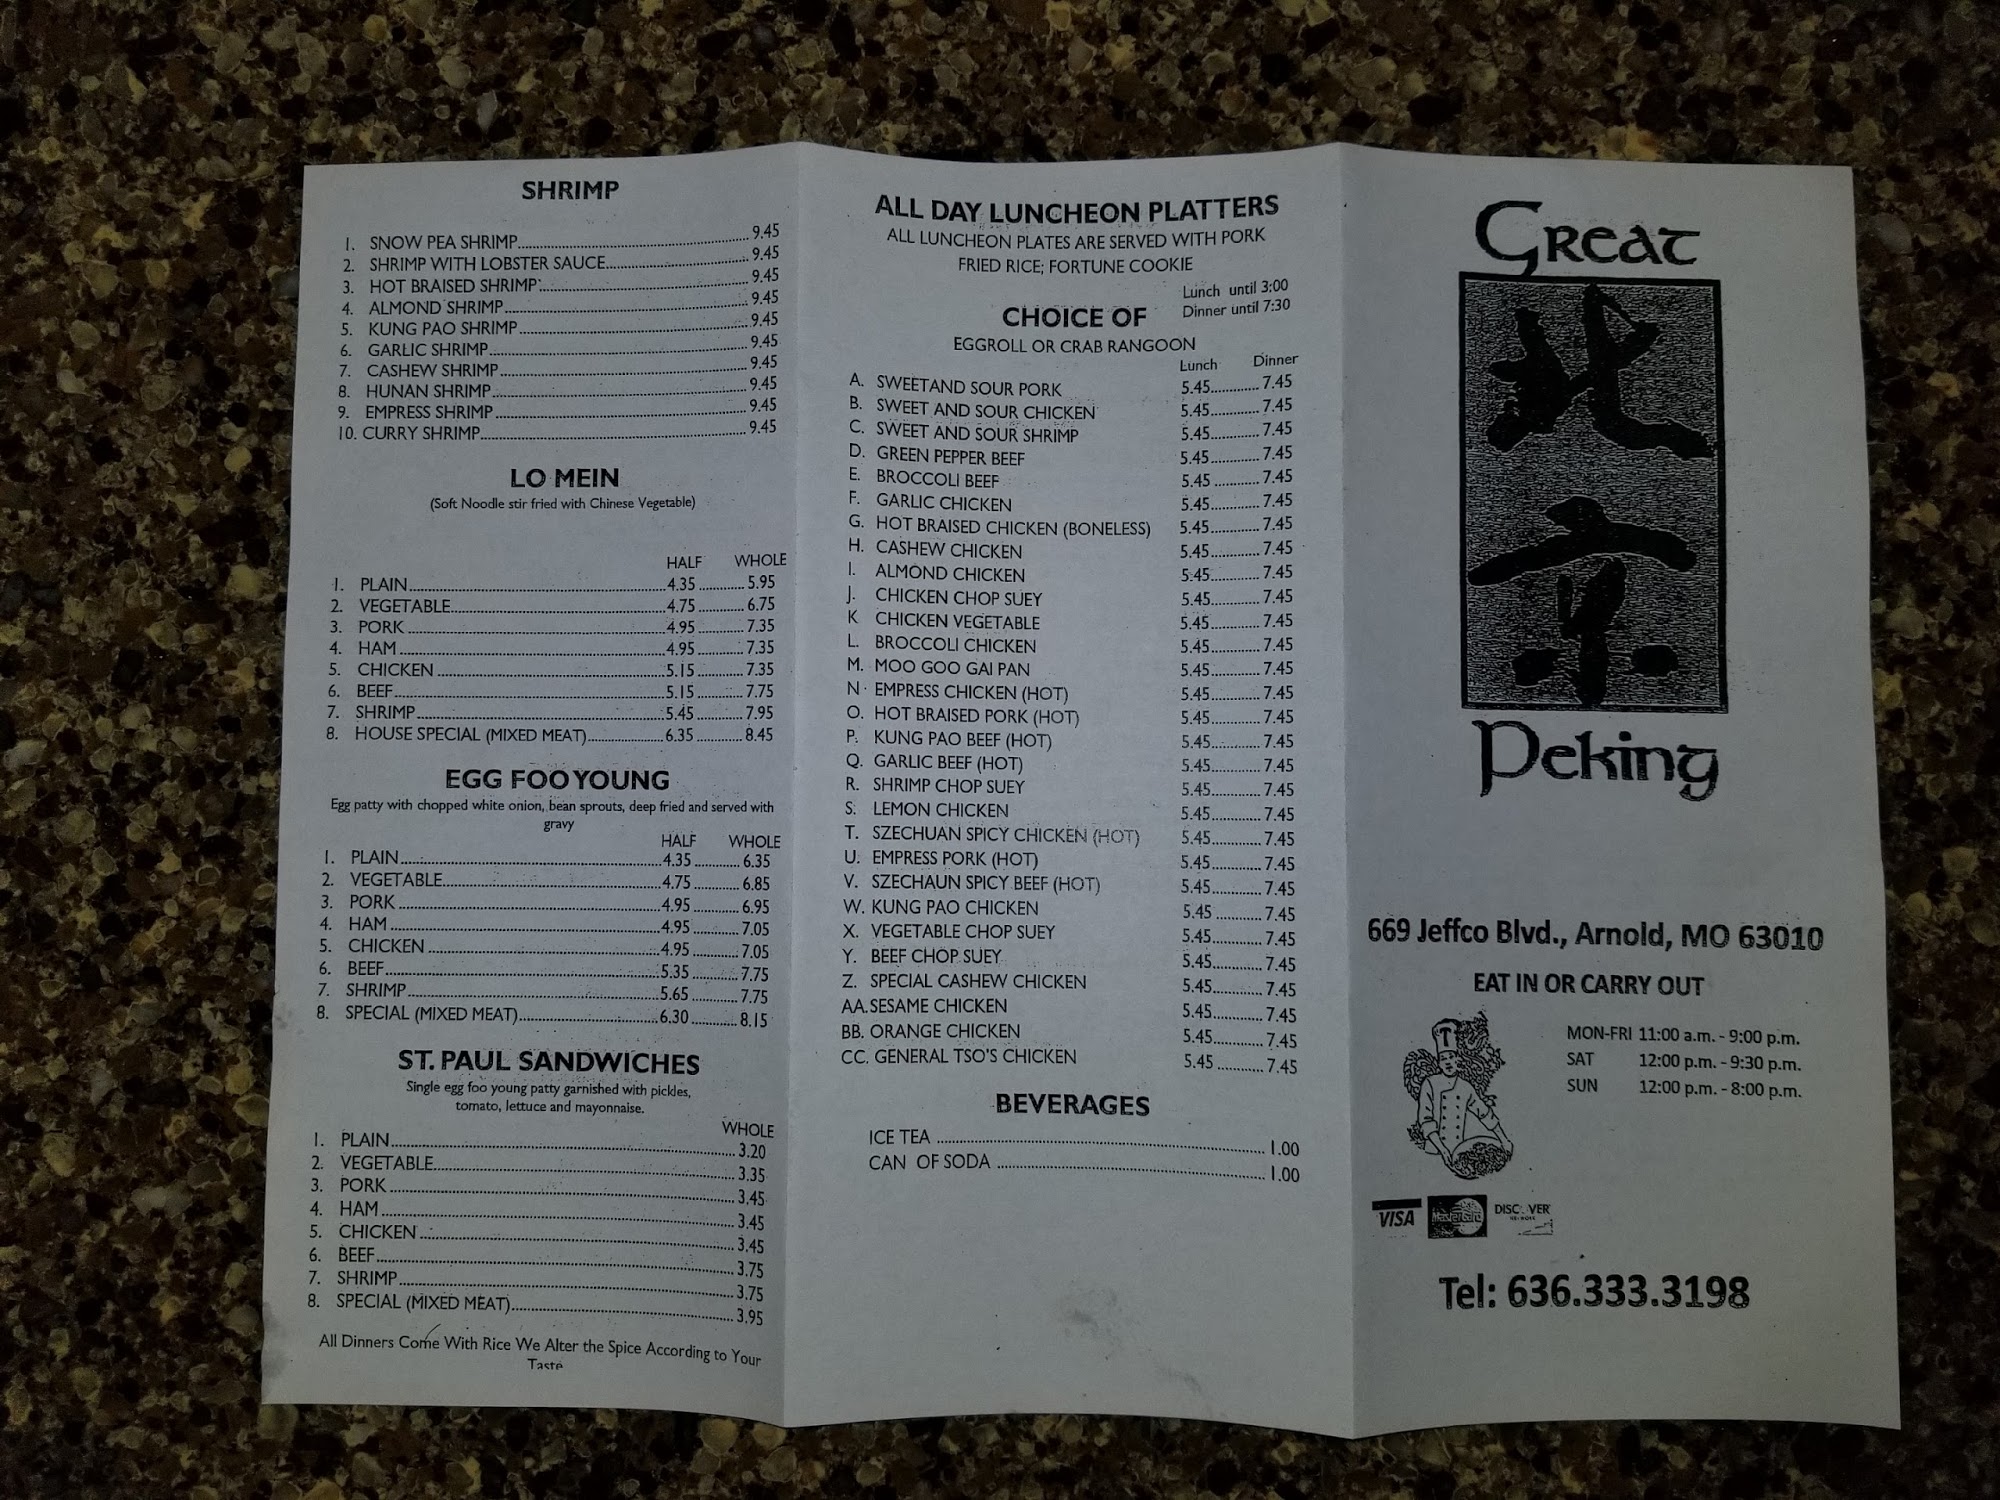 SHRIMP
1. SNOW PEA SHRIMP 9.45
2. SHRIMP WITH LOBSTER SAUCE 9.45
3. HOT BRAISED SHRIMP 9.45
4. ALMOND SHRIMP 9.45
5. KUNG PAO SHRIMP 9.45
6. GARLIC SHRIMP 9.45
7. CASHEW SHRIMP 9.45
8. HUNAN SHRIMP 9.45
9. EMPRESS SHRIMP 9.45
10. CURRY SHRIMP 9.45
LO MEIN
(Soft Noodle stir fried with Chinese Vegetable)
HALF WHOLE
1. PLAIN 4.35 5.95
2. VEGETABLE 4.75 6.75
3. PORK 4.95 7.35
4. HAM 4.95 7.35
5. CHICKEN 5.15 7.35
6. BEEF 5.15 7.75
7. SHRIMP 5.45 7.95
8. HOUSE SPECIAL (MIXED MEAT) 6.35 8.45
EGG FOO YOUNG
Egg patty with chopped white onion, bean sprouts, deep fried and served with
gravy
HALF WHOLE
1. PLAIN 4.35 6.35
2. VEGETABLE 4.75 6.85
3. PORK 4.95 6.95
4. HAM 4.95 7.05
5. CHICKEN 4.95 7.05
6. BEEF 5.35 7.75
7. SHRIMP 5.65 7.75
8. SPECIAL (MIXED MEAT) 6.30 8.15
ST. PAUL SANDWICHES
Single egg foo young patty garnished with pickles,
tomato, lettuce and mayonnaise.
WHOLE
1. PLAIN 3.20
2. VEGETABLE 3.35
3. PORK 3.45
4. HAM 3.45
5. CHICKEN 3.45
6. BEEF 3.75
7. SHRIMP 3.75
8. SPECIAL (MIXED MEAT) 3.95
All Dinners Come With Rice We Alter the Spice According to Your
Taste
ALL DAY LUNCHEON PLATTERS
ALL LUNCHEON PLATES ARE SERVED WITH PORK
FRIED RICE; FORTUNE COOKIE
Lunch until 3:00
Dinner until 7:30
CHOICE OF
EGGROLL OR CRAB RANGOON
Lunch Dinner
A. SWEETAND SOUR PORK 5.45 7.45
B. SWEET AND SOUR CHICKEN 5.45 7.45
C. SWEET AND SOUR SHRIMP 5.45 7.45
D. GREEN PEPPER BEEF 5.45 7.45
E. BROCCOLI BEEF 5.45 7.45
F. GARLIC CHICKEN 5.45 7.45
G. HOT BRAISED CHICKEN (BONELESS) 5.45 7.45
H. CASHEW CHICKEN 5.45 7.45
I. ALMOND CHICKEN 5.45 7.45
J. CHICKEN CHOP SUEY 5.45 7.45
K CHICKEN VEGETABLE 5.45 7.45
L. BROCCOLI CHICKEN 5.45 7.45
M. MOO GOO GAI PAN 5.45 7.45
N. EMPRESS CHICKEN (HOT) 5.45 7.45
O. HOT BRAISED PORK (HOT) 5.45 7.45
P. KUNG PAO BEEF (HOT) 5.45 7.45
Q. GARLIC BEEF (HOT) 5.45 7.45
R. SHRIMP CHOP SUEY 5.45 7.45
S. LEMON CHICKEN 5.45 7.45
T. SZECHUAN SPICY CHICKEN (HOT) 5.45 7.45
U. EMPRESS PORK (HOT) 5.45 7.45
V. SZECHAUN SPICY BEEF (HOT) 5.45 7.45
W. KUNG PAO CHICKEN 5.45 7.45
X. VEGETABLE CHOP SUEY 5.45 7.45
Y. BEEF CHOP SUEY 5.45 7.45
Z. SPECIAL CASHEW CHICKEN 5.45 7.45
AA. SESAME CHICKEN 5.45 7.45
BB. ORANGE CHICKEN 5.45 7.45
CC. GENERAL TSO'S CHICKEN 5.45 7.45
BEVERAGES
ICE TEA 1.00
CAN OF SODA 1.00
Great
北
京
Peking
669 Jeffco Blvd., Arnold, MO 63010
EAT IN OR CARRY OUT
MON-FRI 11:00 a.m. - 9:00 p.m.
SAT 12:00 p.m. - 9:30 p.m.
SUN 12:00 p.m. - 8:00 p.m.
VISA MasterCard DISCOVER
NETWORK
Tel: 636.333.3198